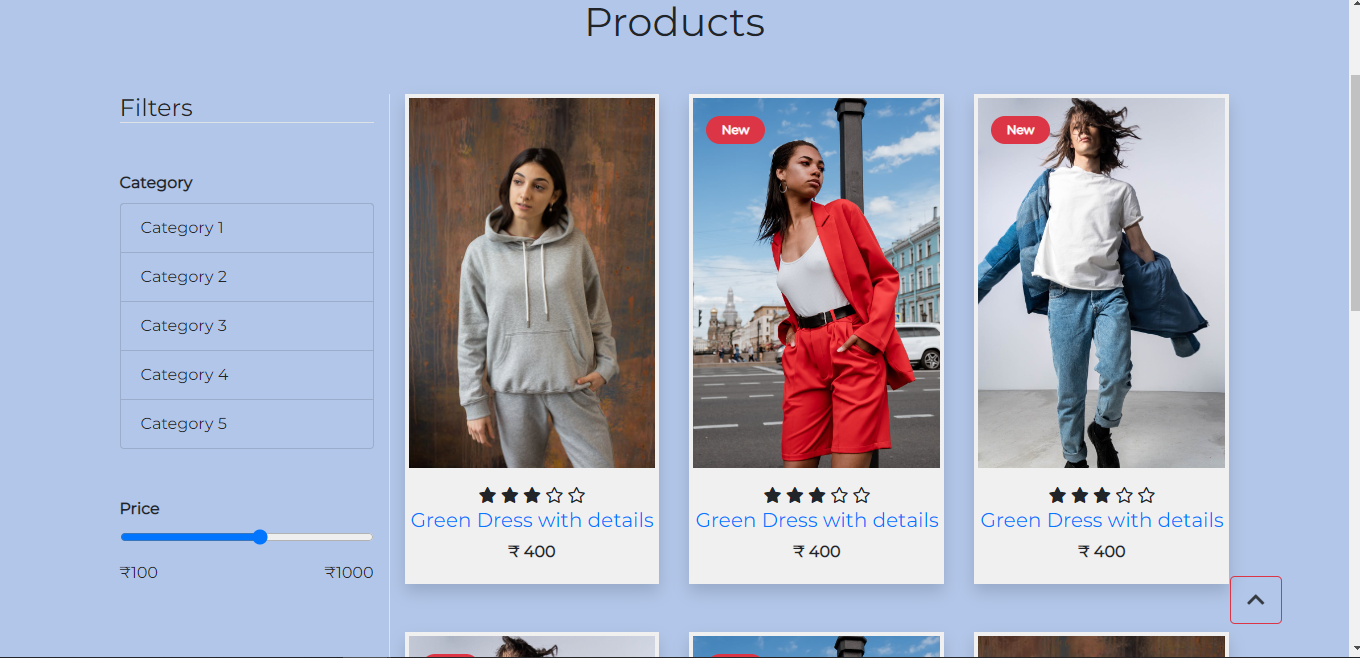 Products
Filters
Category
Category 1
Category 2
Category 3
Category 4
Category 5
Price
₹100 ₹1000
New
New
Green Dress with details
₹ 400
Green Dress with details
₹ 400
Green Dress with details
₹ 400